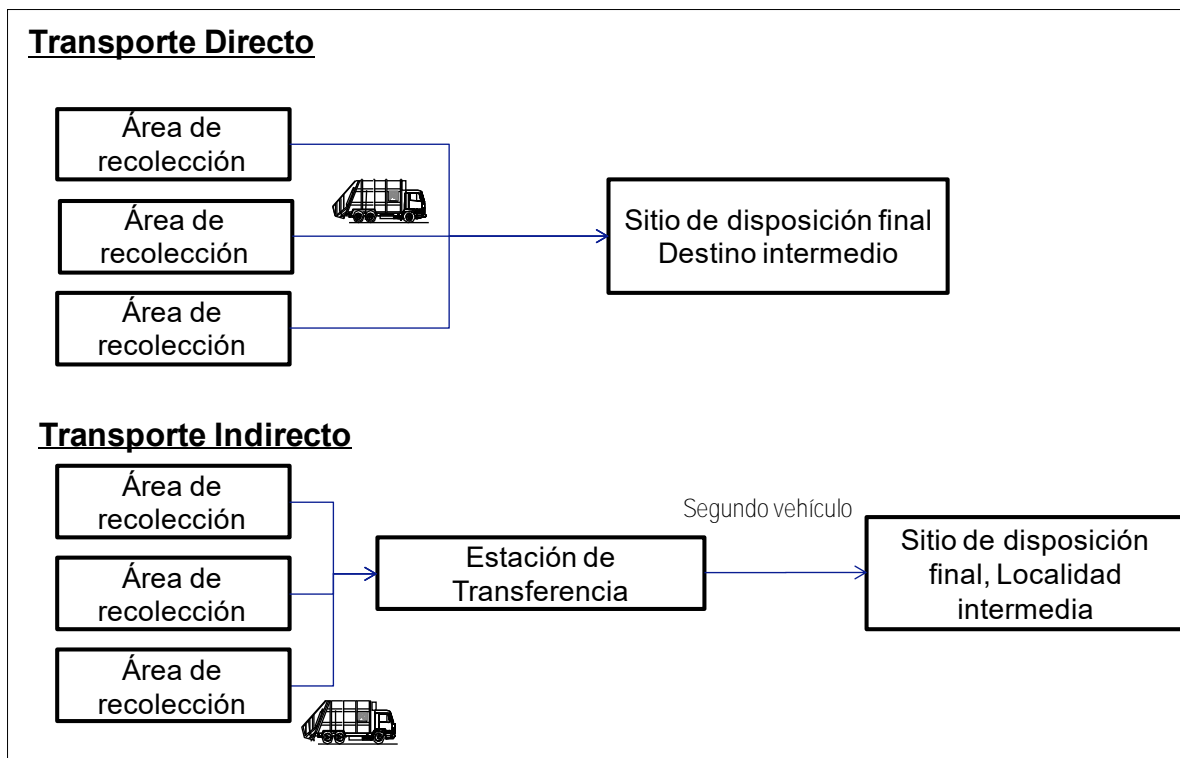 Transporte Directo
Área de
recolección
Área de
recolección
Área de
recolección
Sitio de disposición final
Destino intermedio
Transporte Indirecto
Área de
recolección
Área de
recolección
Área de
recolección
Estación de
Transferencia
Segundo vehículo
Sitio de disposición
final, Localidad
intermedia